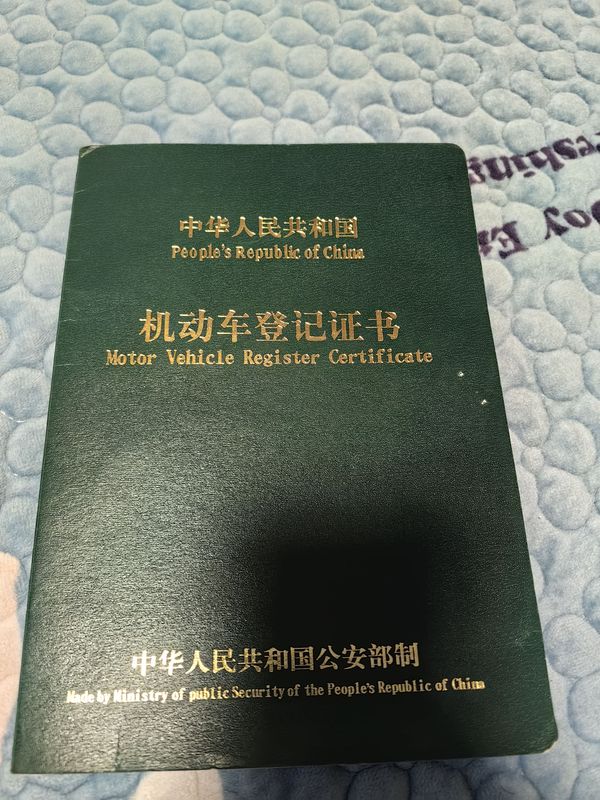 中华人民共和国
People's Republic of China
机动车登记证书
Motor Vehicle Register Certificate
中华人民共和国公安部制
Made by Ministry of public Security of the People's Republic of China